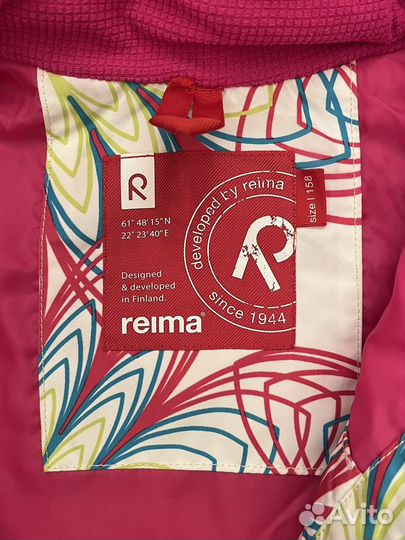 R
61° 48' 15"N
22° 23' 40"E
Designed
& developed
in Finland.
reima®
developed by reima
R
since 1944
size | 158
Avito